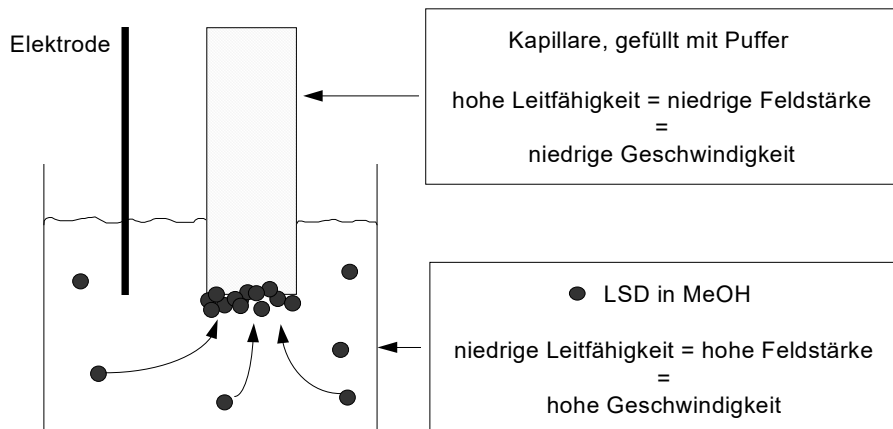 Elektrode
Kapillare, gefüllt mit Puffer
hohe Leitfähigkeit = niedrige Feldstärke
=
niedrige Geschwindigkeit
LSD in MeOH
niedrige Leitfähigkeit = hohe Feldstärke
=
hohe Geschwindigkeit